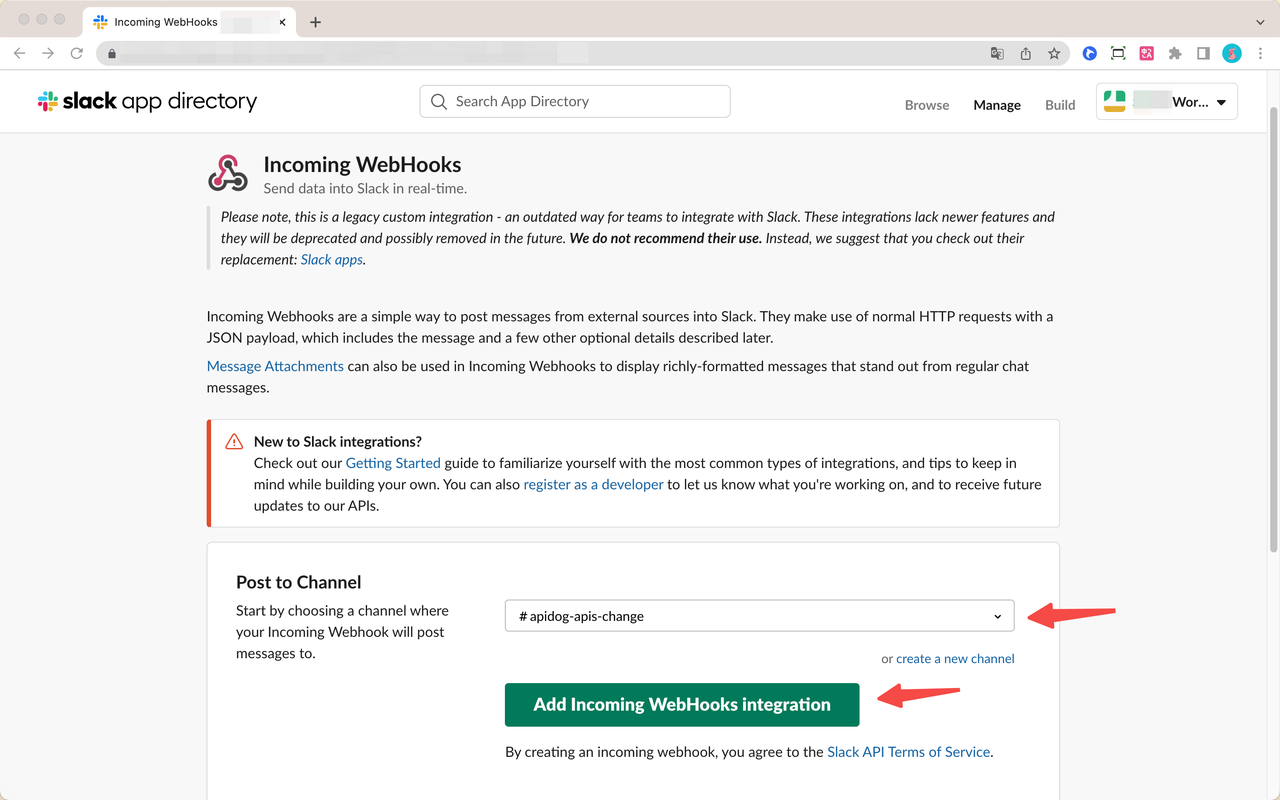 Incoming WebHooks
slack app directory
Search App Directory
Browse
Manage
Build
Wor...
Incoming WebHooks
Send data into Slack in real-time.
Please note, this is a legacy custom integration - an outdated way for teams to integrate with Slack. These integrations lack newer features and
they will be deprecated and possibly removed in the future. We do not recommend their use. Instead, we suggest that you check out their
replacement: Slack apps.
Incoming Webhooks are a simple way to post messages from external sources into Slack. They make use of normal HTTP requests with a
JSON payload, which includes the message and a few other optional details described later.
Message Attachments can also be used in Incoming Webhooks to display richly-formatted messages that stand out from regular chat
messages.
New to Slack integrations?
Check out our Getting Started guide to familiarize yourself with the most common types of integrations, and tips to keep in
mind while building your own. You can also register as a developer to let us know what you're working on, and to receive future
updates to our APIs.
Post to Channel
Start by choosing a channel where
your Incoming Webhook will post
messages to.
# apidog-apis-change
or create a new channel
Add Incoming WebHooks integration
By creating an incoming webhook, you agree to the Slack API Terms of Service.